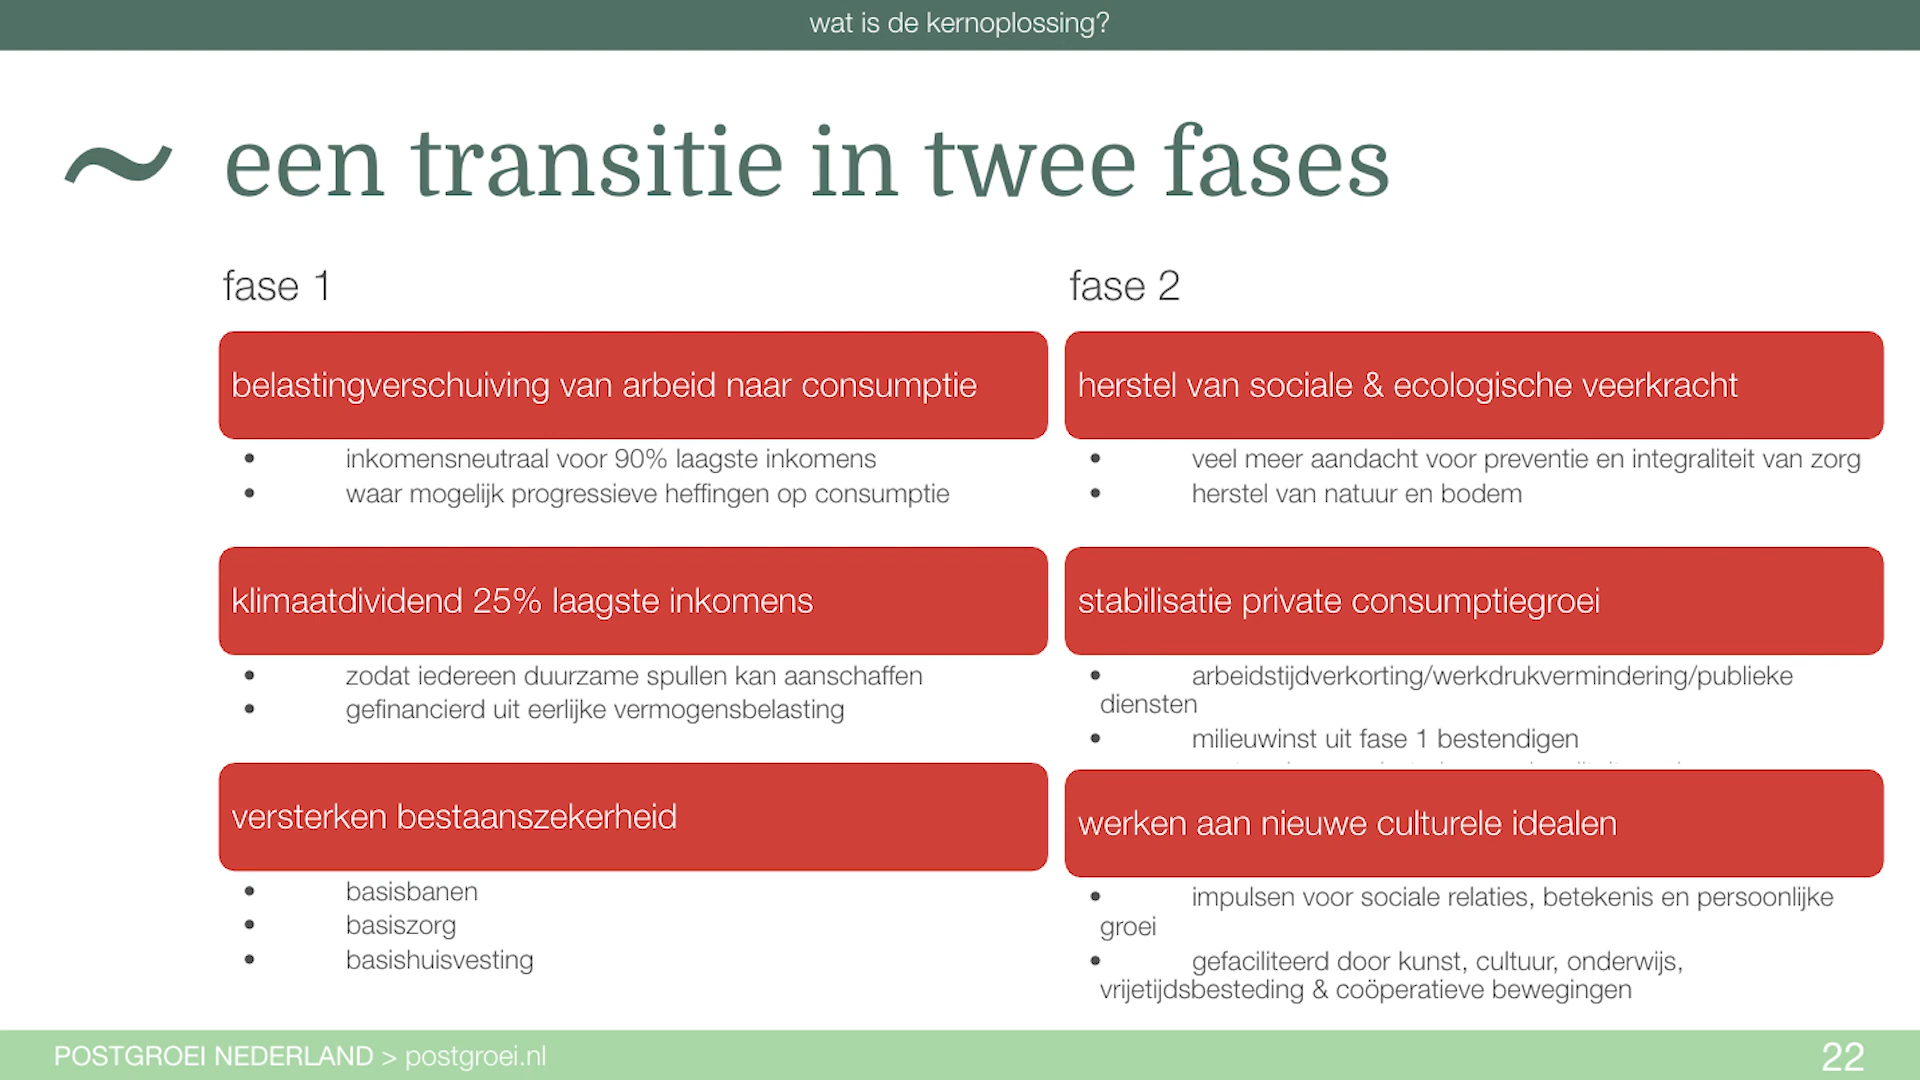 wat is de kernoplossing?
~ een transitie in twee fases
fase 1
belastingverschuiving van arbeid naar consumptie
• inkomensneutraal voor 90% laagste inkomens
• waar mogelijk progressieve heffingen op consumptie
klimaatdividend 25% laagste inkomens
• zodat iedereen duurzame spullen kan aanschaffen
• gefinancierd uit eerlijke vermogensbelasting
versterken bestaanszekerheid
• basisbanen
• basiszorg
• basishuisvesting
fase 2
herstel van sociale & ecologische veerkracht
• veel meer aandacht voor preventie en integraliteit van zorg
• herstel van natuur en bodem
stabilisatie private consumptiegroei
• arbeidstijdverkorting/werkdrukvermindering/publieke
diensten
• milieuwinst uit fase 1 bestendigen
werken aan nieuwe culturele idealen
• impulsen voor sociale relaties, betekenis en persoonlijke
groei
• gefaciliteerd door kunst, cultuur, onderwijs,
vrijetijdsbesteding & coöperatieve bewegingen
POSTGROEI NEDERLAND > postgroei.nl
22